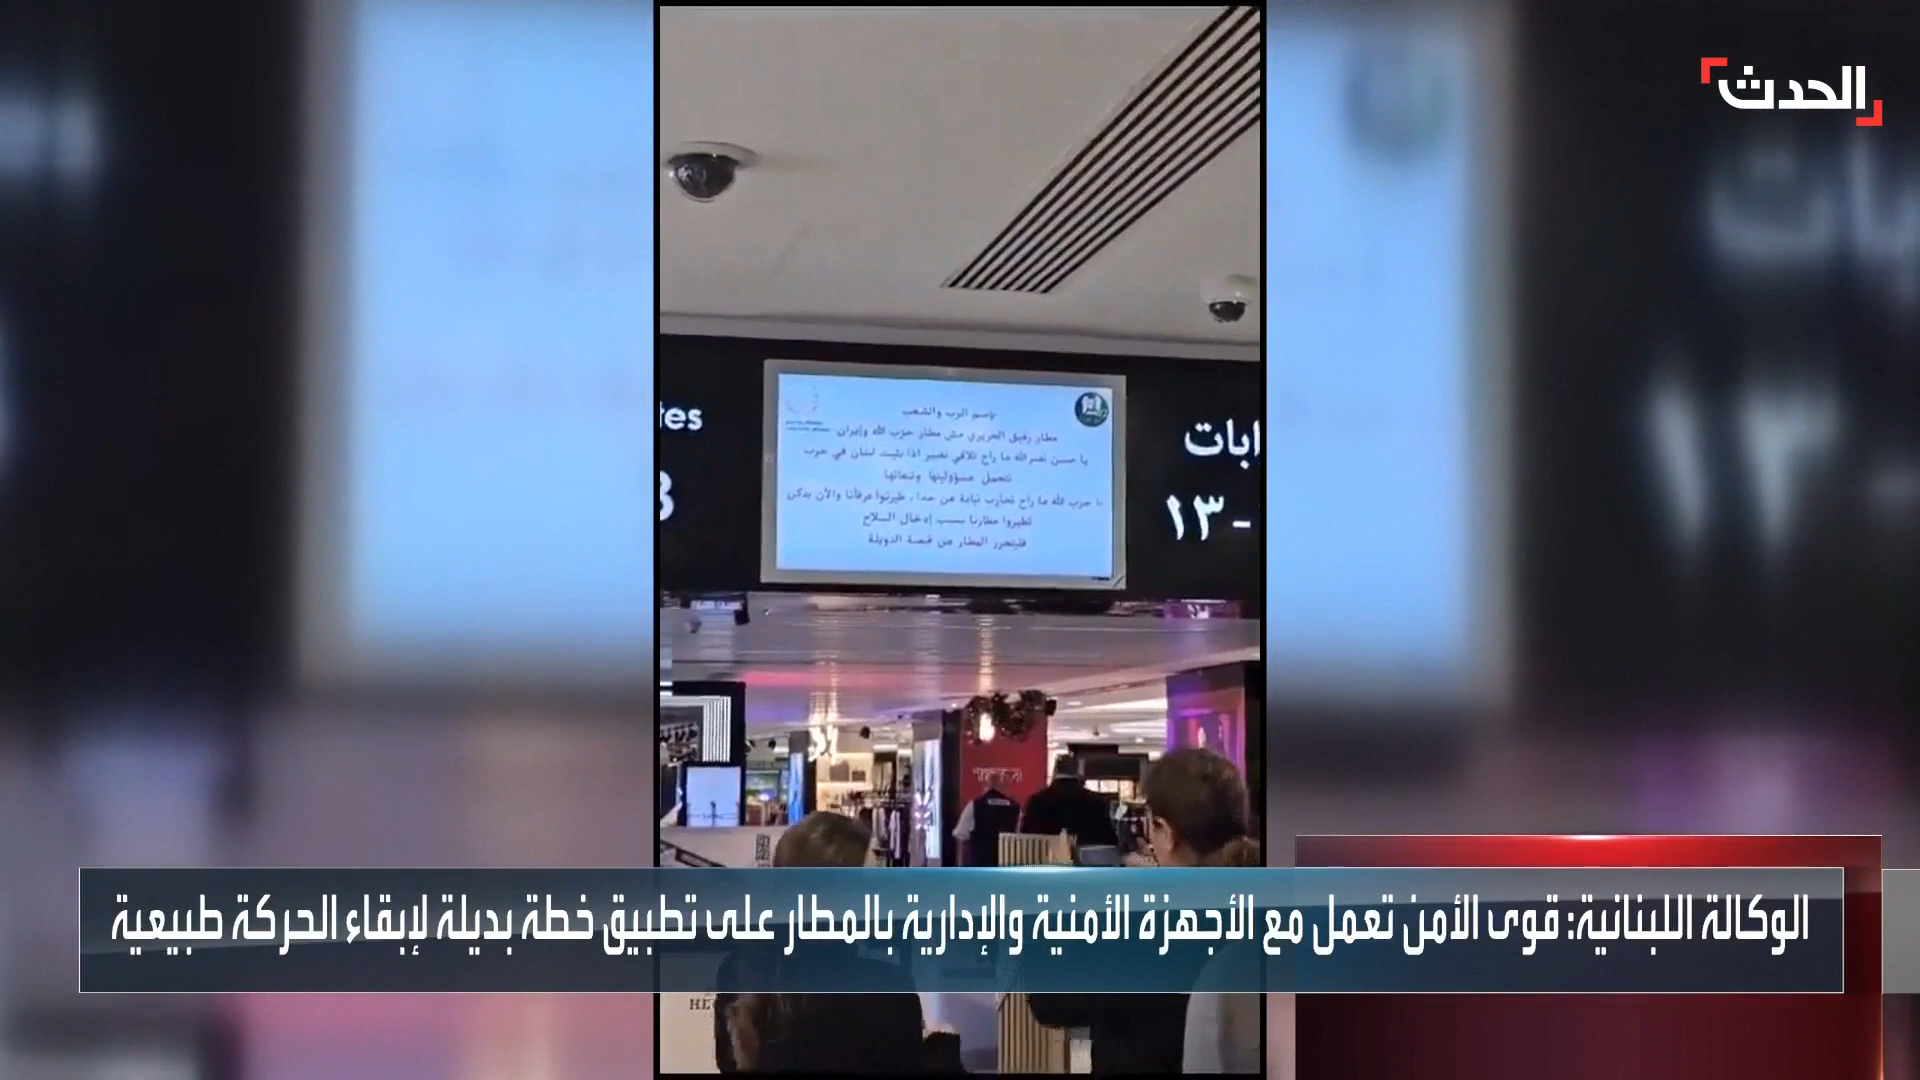 الحدث
tes
ابات
١٣-
باسم الرب والشعب
مطار رفيق الحريري مش مطار حزب الله وإيران
يا حسن نصرالله ما راح تلاقي نصير اذا بليت لبنان في حرب
تتحمل مسؤوليتها وتبعاتها
حزب الله ما راح نحارب نيابة عن حدا، طيرتوا مرفأنا والآن بدكن
تطيروا مطارنا بسبب إدخال السلاح
فليتحرر المطار من قبضة الدويلة
الوكالة اللبنانية: قوى الأمن تعمل مع الأجهزة الأمنية والإدارية بالمطار على تطبيق خطة بديلة لإبقاء الحركة طبيعية